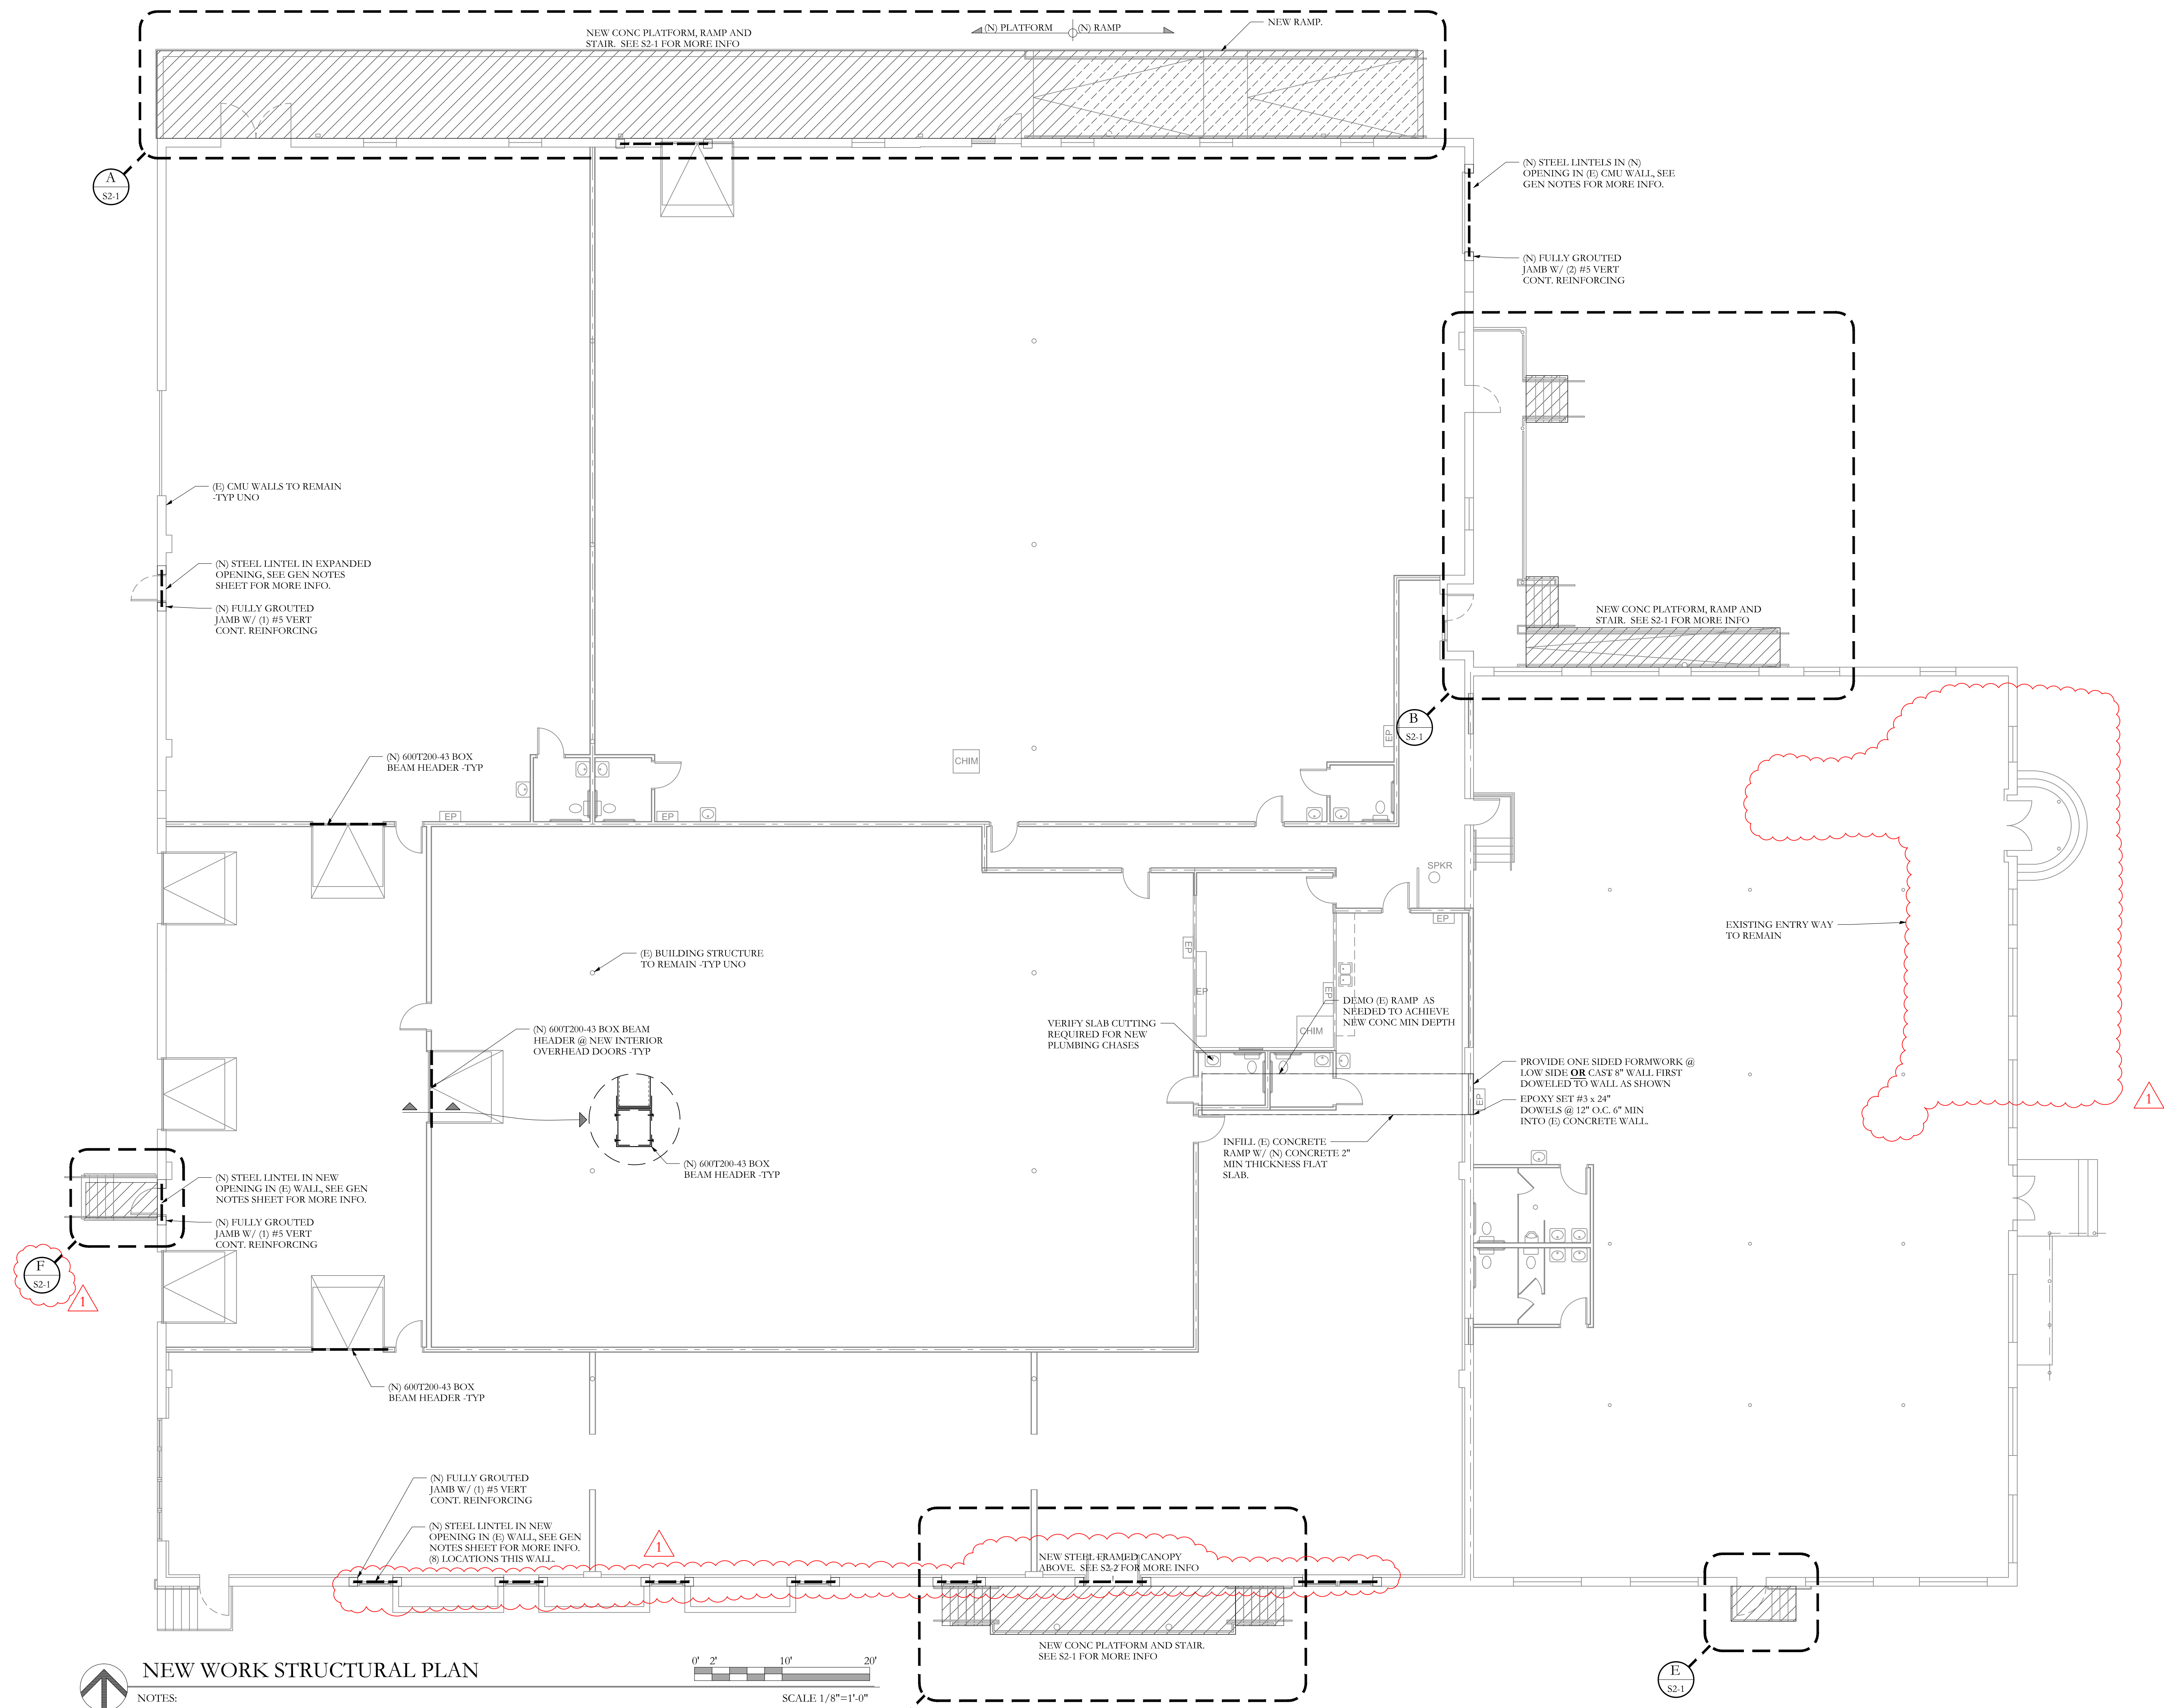 NEW CONC PLATFORM, RAMP AND
STAIR. SEE S2-1 FOR MORE INFO
(N) PLATFORM
(N) RAMP
NEW RAMP.
A
S2-1
(N) STEEL LINTELS IN (N)
OPENING IN (E) CMU WALL, SEE
GEN NOTES FOR MORE INFO.
(N) FULLY GROUTED
JAMB W/ (2) #5 VERT
CONT. REINFORCING
(E) CMU WALLS TO REMAIN
-TYP UNO
(N) STEEL LINTEL IN EXPANDED
OPENING, SEE GEN NOTES
SHEET FOR MORE INFO.
(N) FULLY GROUTED
JAMB W/ (1) #5 VERT
CONT. REINFORCING
NEW CONC PLATFORM, RAMP AND
STAIR. SEE S2-1 FOR MORE INFO
B
S2-1
EP
(N) 600T200-43 BOX
BEAM HEADER -TYP
CHIM
EP
EP
SPKR
EP
EXISTING ENTRY WAY
TO REMAIN
(E) BUILDING STRUCTURE
TO REMAIN -TYP UNO
EP
EP
EP
CHIM
DEMO (E) RAMP AS
NEEDED TO ACHIEVE
NEW CONC MIN DEPTH
VERIFY SLAB CUTTING
REQUIRED FOR NEW
PLUMBING CHASES
(N) 600T200-43 BOX BEAM
HEADER @ NEW INTERIOR
OVERHEAD DOORS -TYP
PROVIDE ONE SIDED FORMWORK @
LOW SIDE OR CAST 8" WALL FIRST
DOWELED TO WALL AS SHOWN
EP
EPOXY SET #3 x 24"
DOWELS @ 12" O.C. 6" MIN
INTO (E) CONCRETE WALL.
1
INFILL (E) CONCRETE
RAMP W/ (N) CONCRETE 2"
MIN THICKNESS FLAT
SLAB.
(N) 600T200-43 BOX
BEAM HEADER -TYP
(N) STEEL LINTEL IN NEW
OPENING IN (E) WALL, SEE GEN
NOTES SHEET FOR MORE INFO.
(N) FULLY GROUTED
JAMB W/ (1) #5 VERT
CONT. REINFORCING
F
S2-1
1
(N) 600T200-43 BOX
BEAM HEADER -TYP
(N) FULLY GROUTED
JAMB W/ (1) #5 VERT
CONT. REINFORCING
(N) STEEL LINTEL IN NEW
OPENING IN (E) WALL, SEE GEN
NOTES SHEET FOR MORE INFO.
(8) LOCATIONS THIS WALL.
1
NEW STEEL FRAMED CANOPY
ABOVE. SEE S2-2 FOR MORE INFO
NEW CONC PLATFORM AND STAIR.
SEE S2-1 FOR MORE INFO
E
S2-1
NEW WORK STRUCTURAL PLAN
0' 2' 10' 20'
NOTES:
SCALE 1/8"=1'-0"